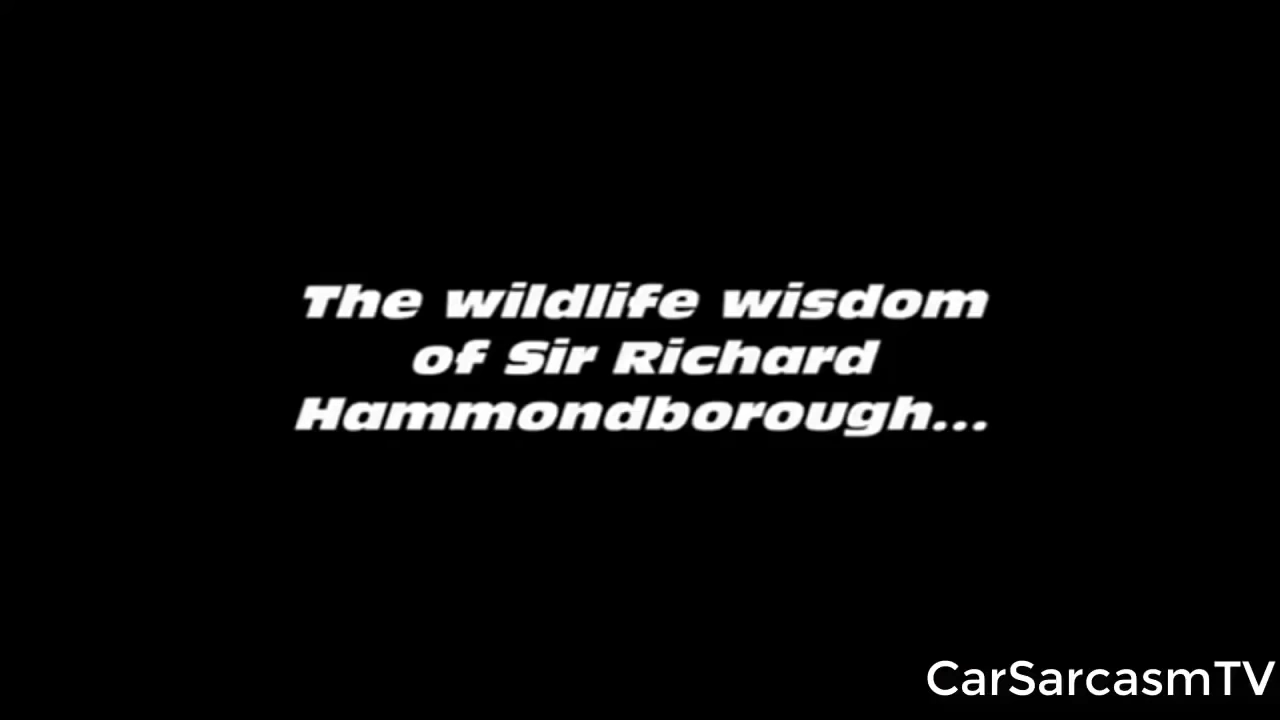 The wildlife wisdom
of Sir Richard
Hammondborough...
CarSarcasmTV